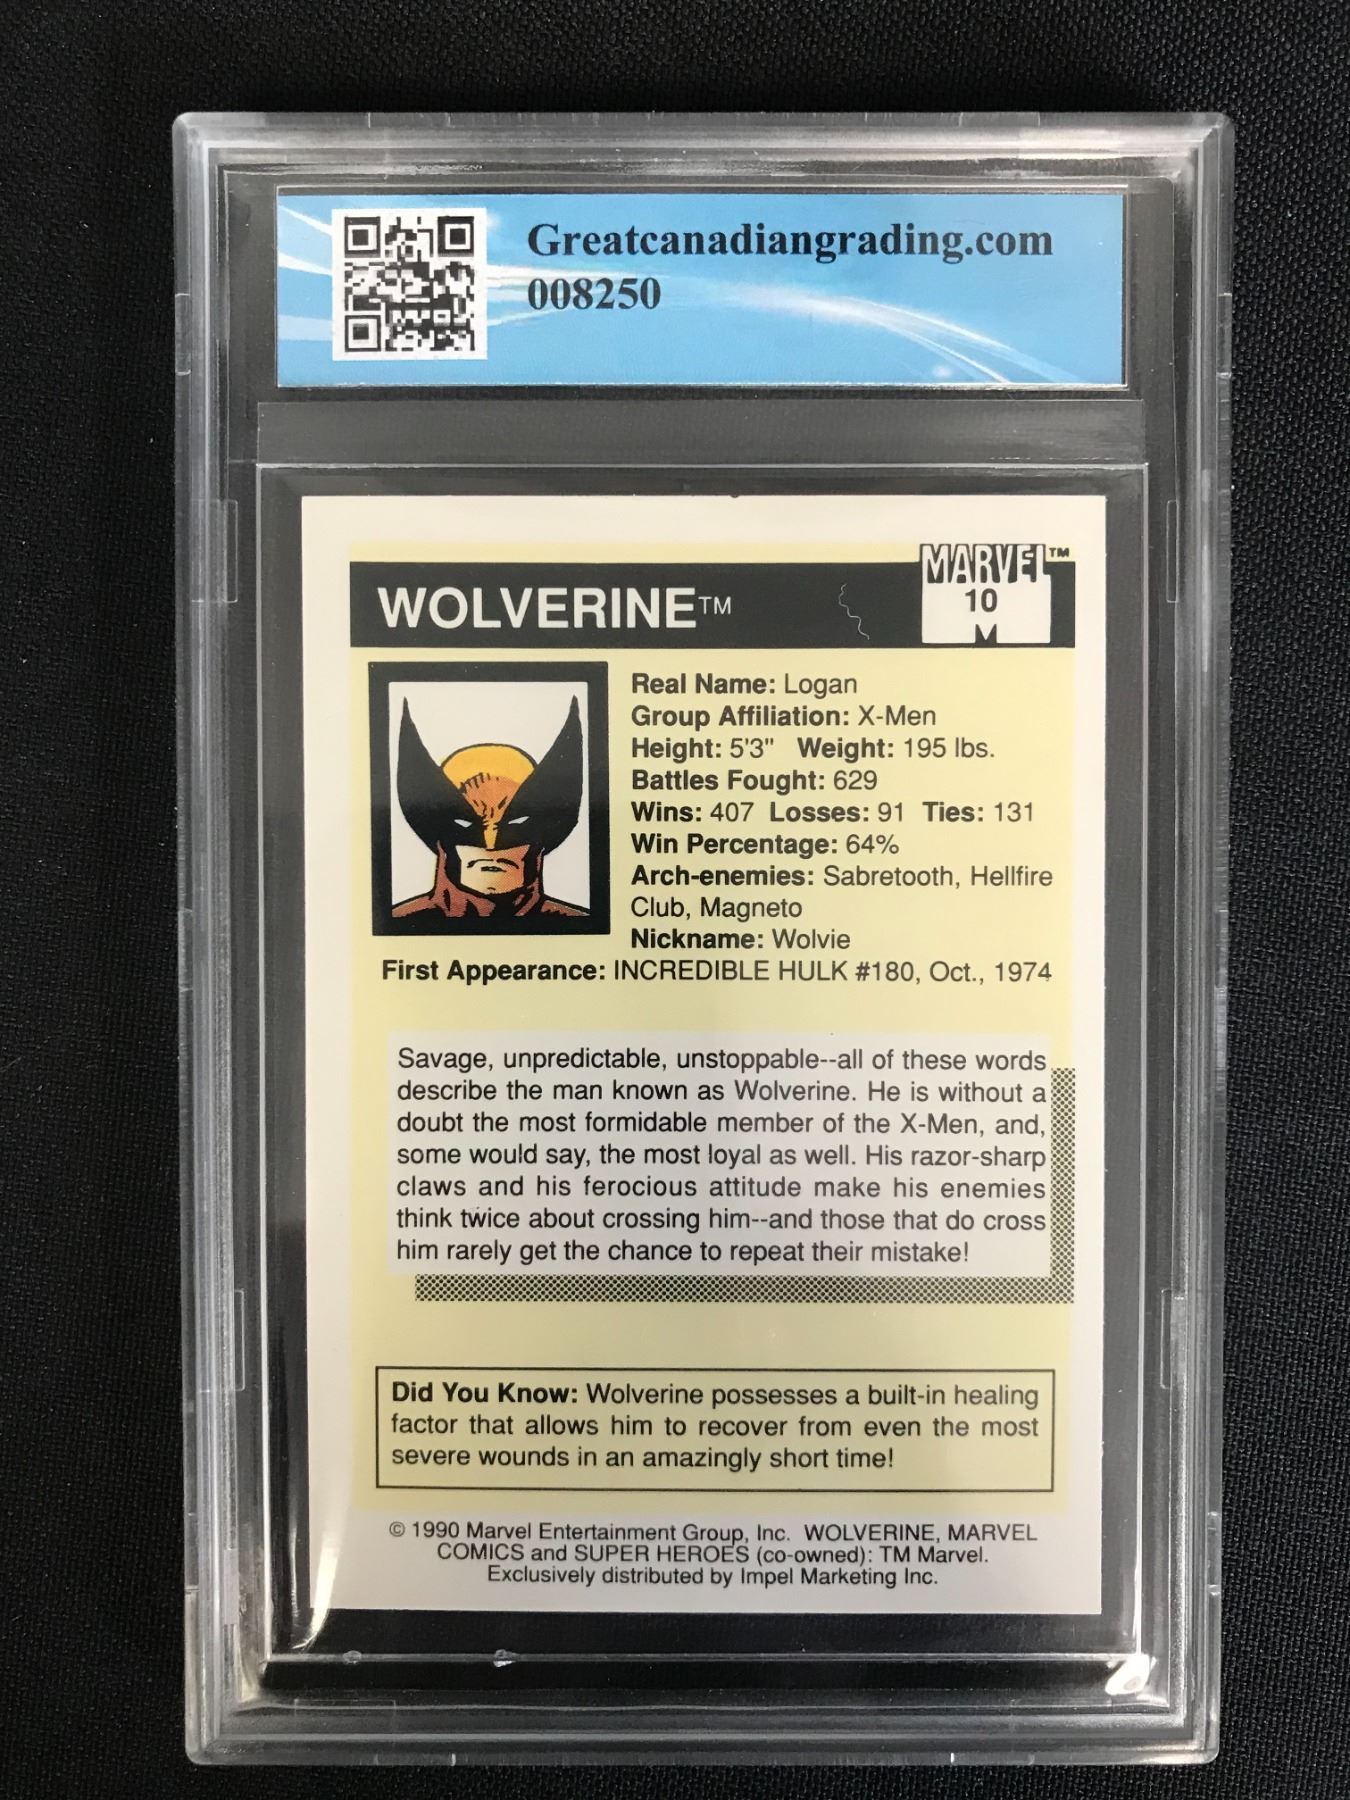 Greatcanadiangrading.com
008250
WOLVERINE™
MARVEL™
10
Real Name: Logan
Group Affiliation: X-Men
Height: 5'3" Weight: 195 lbs.
Battles Fought: 629
Wins: 407 Losses: 91 Ties: 131
Win Percentage: 64%
Arch-enemies: Sabretooth, Hellfire
Club, Magneto
Nickname: Wolvie
First Appearance: INCREDIBLE HULK #180, Oct., 1974
Savage, unpredictable, unstoppable--all of these words
describe the man known as Wolverine. He is without a
doubt the most formidable member of the X-Men, and,
some would say, the most loyal as well. His razor-sharp
claws and his ferocious attitude make his enemies
think twice about crossing him--and those that do cross
him rarely get the chance to repeat their mistake!
Did You Know: Wolverine possesses a built-in healing
factor that allows him to recover from even the most
severe wounds in an amazingly short time!
© 1990 Marvel Entertainment Group, Inc. WOLVERINE, MARVEL
COMICS and SUPER HEROES (co-owned): TM Marvel.
Exclusively distributed by Impel Marketing Inc.